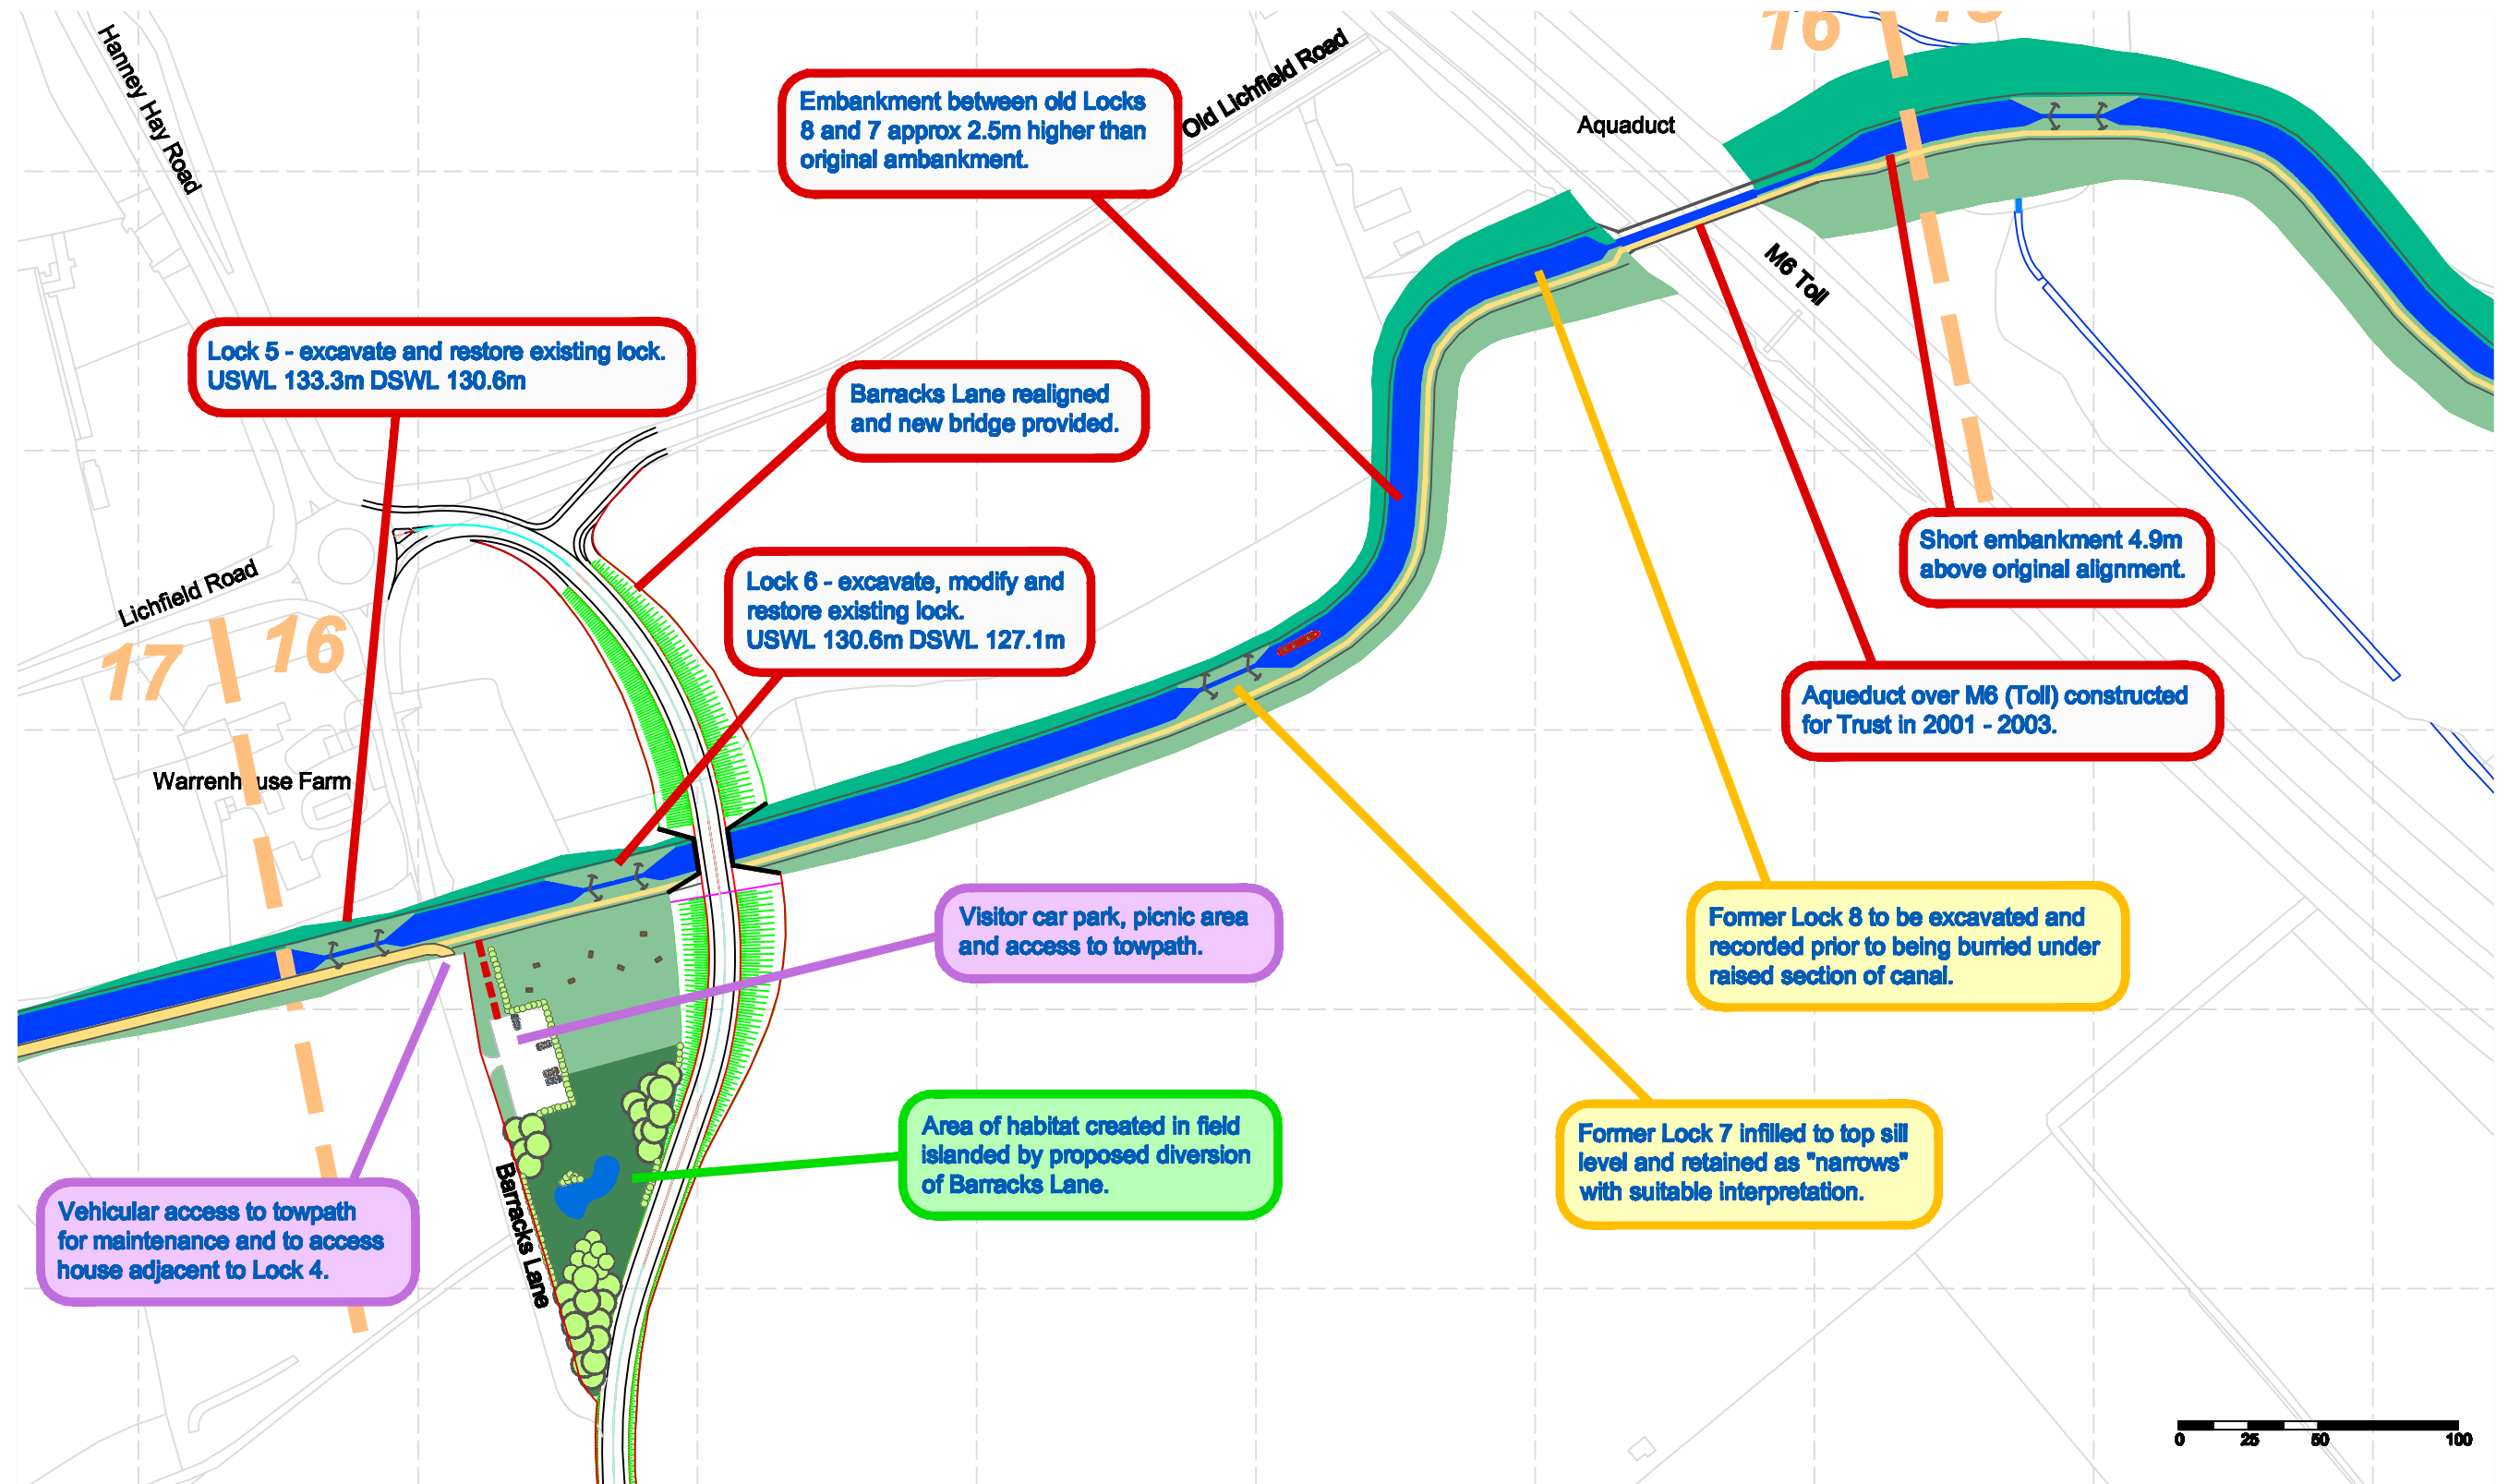 16
Hanney Hay Road
Old Lichfield Road
Embankment between old Locks
8 and 7 approx 2.5m higher than
original ambankment.
Aquaduct
M6 Toll
Lock 5 - excavate and restore existing lock.
USWL 133.3m DSWL 130.6m
Barracks Lane realigned
and new bridge provided.
Short embankment 4.9m
above original alignment.
Lock 6 - excavate, modify and
restore existing lock.
USWL 130.6m DSWL 127.1m
Lichfield Road
17 16
Aqueduct over M6 (Toll) constructed
for Trust in 2001 - 2003.
Warrenhouse Farm
Visitor car park, picnic area
and access to towpath.
Former Lock 8 to be excavated and
recorded prior to being burried under
raised section of canal.
Area of habitat created in field
islanded by proposed diversion
of Barracks Lane.
Former Lock 7 infilled to top sill
level and retained as "narrows"
with suitable interpretation.
Barracks Lane
Vehicular access to towpath
for maintenance and to access
house adjacent to Lock 4.
0 25 50 100